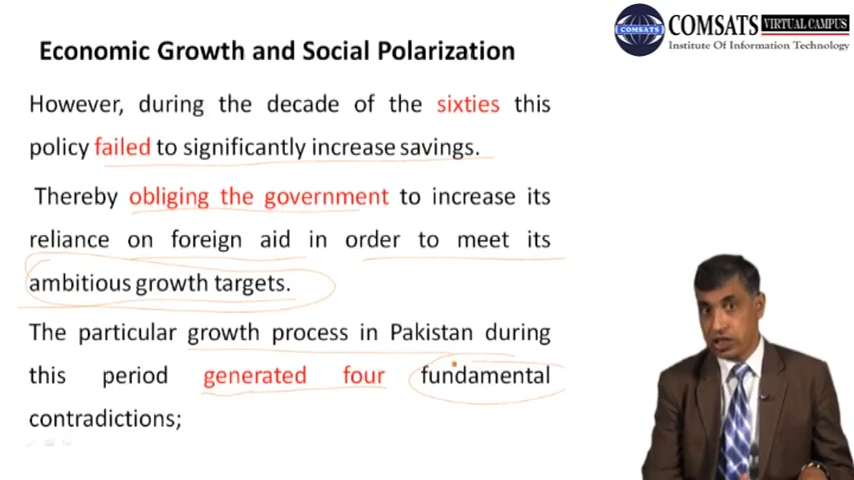 COMSATS VIRTUAL CAMPUS
Institute Of Information Technology
COMSATS
Economic Growth and Social Polarization
However, during the decade of the sixties this
policy failed to significantly increase savings.
Thereby obliging the government to increase its
reliance on foreign aid in order to meet its
ambitious growth targets.
The particular growth process in Pakistan during
this period generated four fundamental
contradictions;